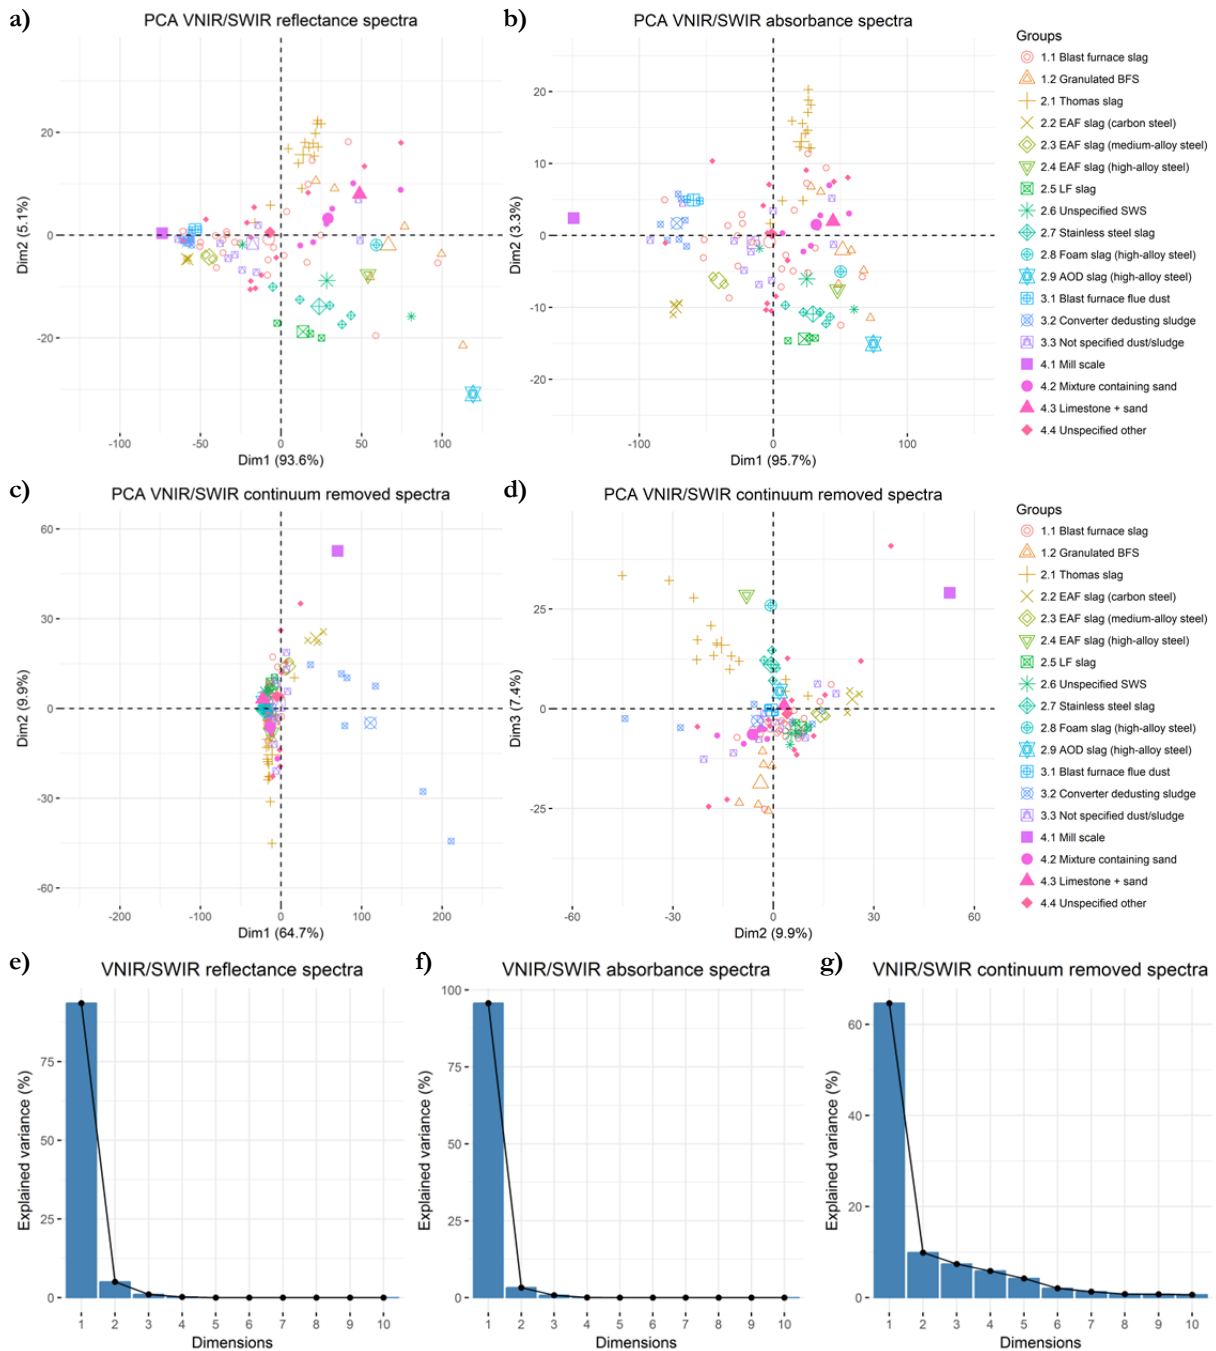 a)
PCA VNIR/SWIR reflectance spectra
20
0
-20
Dim2 (5.1%)
-100
-50
0
50
100
Dim1 (93.6%)
b)
PCA VNIR/SWIR absorbance spectra
20
10
0
-10
-20
Dim2 (3.3%)
-100
0
100
Dim1 (95.7%)
Groups
1.1 Blast furnace slag
1.2 Granulated BFS
2.1 Thomas slag
2.2 EAF slag (carbon steel)
2.3 EAF slag (medium-alloy steel)
2.4 EAF slag (high-alloy steel)
2.5 LF slag
2.6 Unspecified SWS
2.7 Stainless steel slag
2.8 Foam slag (high-alloy steel)
2.9 AOD slag (high-alloy steel)
3.1 Blast furnace flue dust
3.2 Converter dedusting sludge
3.3 Not specified dust/sludge
4.1 Mill scale
4.2 Mixture containing sand
4.3 Limestone + sand
4.4 Unspecified other
c)
PCA VNIR/SWIR continuum removed spectra
60
30
0
-30
-60
Dim2 (9.9%)
-200
-100
0
100
200
Dim1 (64.7%)
d)
PCA VNIR/SWIR continuum removed spectra
25
0
-25
Dim3 (7.4%)
-60
-30
0
30
60
Dim2 (9.9%)
Groups
1.1 Blast furnace slag
1.2 Granulated BFS
2.1 Thomas slag
2.2 EAF slag (carbon steel)
2.3 EAF slag (medium-alloy steel)
2.4 EAF slag (high-alloy steel)
2.5 LF slag
2.6 Unspecified SWS
2.7 Stainless steel slag
2.8 Foam slag (high-alloy steel)
2.9 AOD slag (high-alloy steel)
3.1 Blast furnace flue dust
3.2 Converter dedusting sludge
3.3 Not specified dust/sludge
4.1 Mill scale
4.2 Mixture containing sand
4.3 Limestone + sand
4.4 Unspecified other
e)
VNIR/SWIR reflectance spectra
75
50
25
0
Explained variance (%)
1 2 3 4 5 6 7 8 9 10
Dimensions
f)
VNIR/SWIR absorbance spectra
100
75
50
25
0
Explained variance (%)
1 2 3 4 5 6 7 8 9 10
Dimensions
g)
VNIR/SWIR continuum removed spectra
60
40
20
0
Explained variance (%)
1 2 3 4 5 6 7 8 9 10
Dimensions